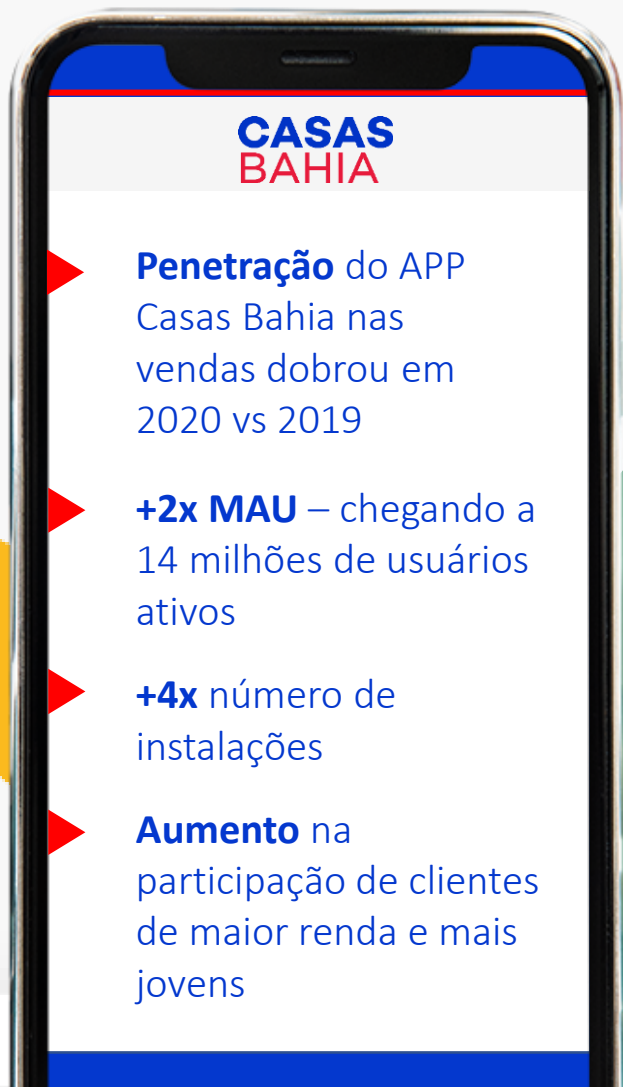 CASAS
BAHIA
Penetração do APP
Casas Bahia nas
vendas dobrou em
2020 vs 2019
+2x MAU – chegando a
14 milhões de usuários
ativos
+4x número de
instalações
Aumento na
participação de clientes
de maior renda e mais
jovens